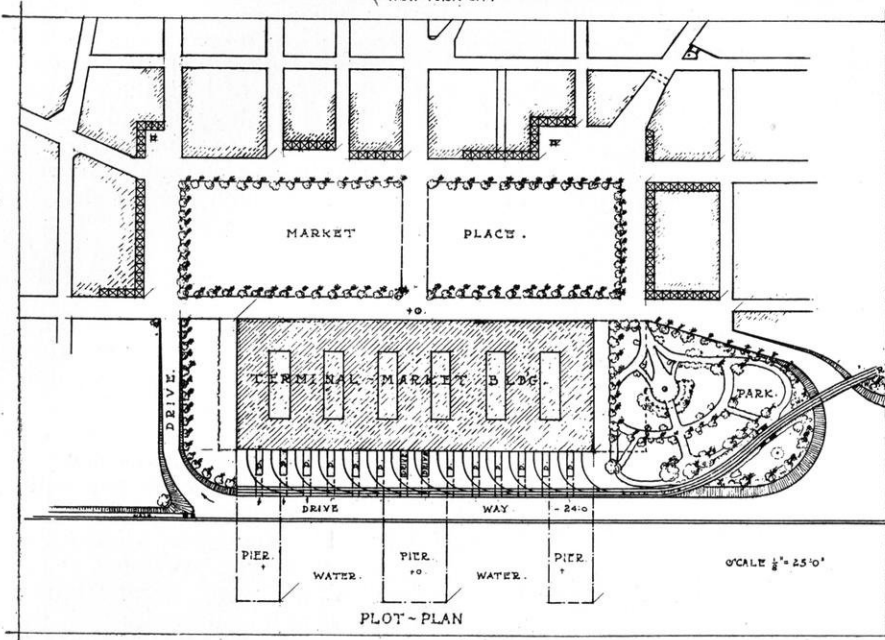 MARKET PLACE.
TERMINAL-MARKET BLDG.
DRIVE.
PARK.
DRIVE WAY - 24:0
PIER. PIER. PIER.
WATER. WATER.
SCALE ⅛" = 25'0"
PLOT ~ PLAN